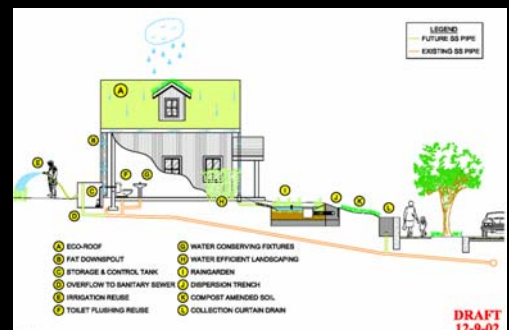 LEGEND
FUTURE SS PIPE
EXISTING SS PIPE
A
B
E
F
G
C
D
H
I
J
K
L
A ECO-ROOF
B FAT DOWNSPOUT
C STORAGE & CONTROL TANK
D OVERFLOW TO SANITARY SEWER
E IRRIGATION REUSE
F TOILET FLUSHING REUSE
G WATER CONSERVING FIXTURES
H WATER EFFICIENT LANDSCAPING
I RAINGARDEN
J DISPERSION TRENCH
K COMPOST AMENDED SOIL
L COLLECTION CURTAIN DRAIN
DRAFT
12-9-02